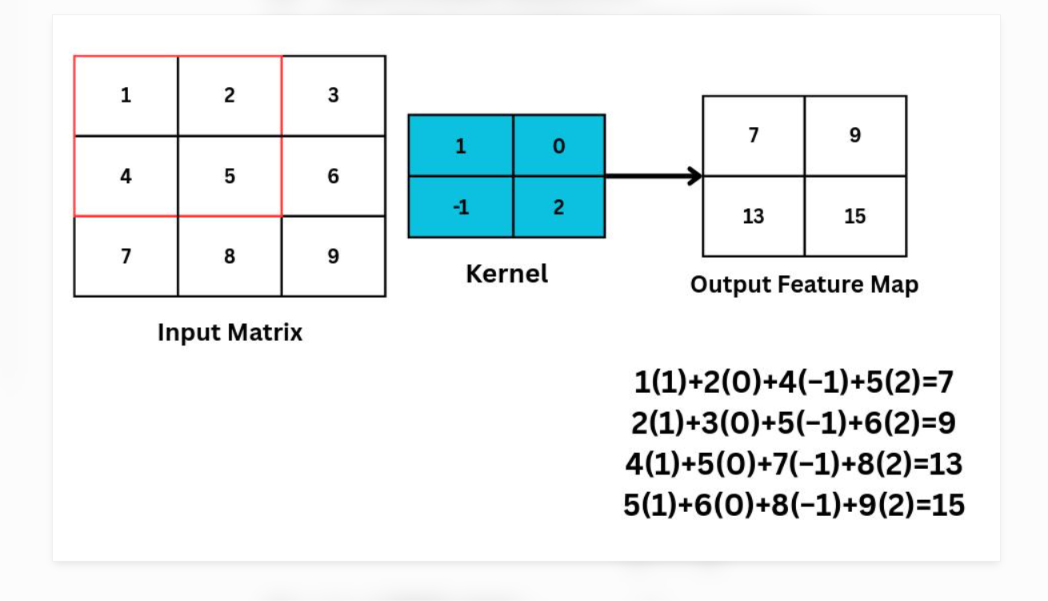 1 2 3
4 5 6
7 8 9
Input Matrix
1 0
-1 2
Kernel
7 9
13 15
Output Feature Map
1(1)+2(0)+4(−1)+5(2)=7
2(1)+3(0)+5(−1)+6(2)=9
4(1)+5(0)+7(−1)+8(2)=13
5(1)+6(0)+8(−1)+9(2)=15